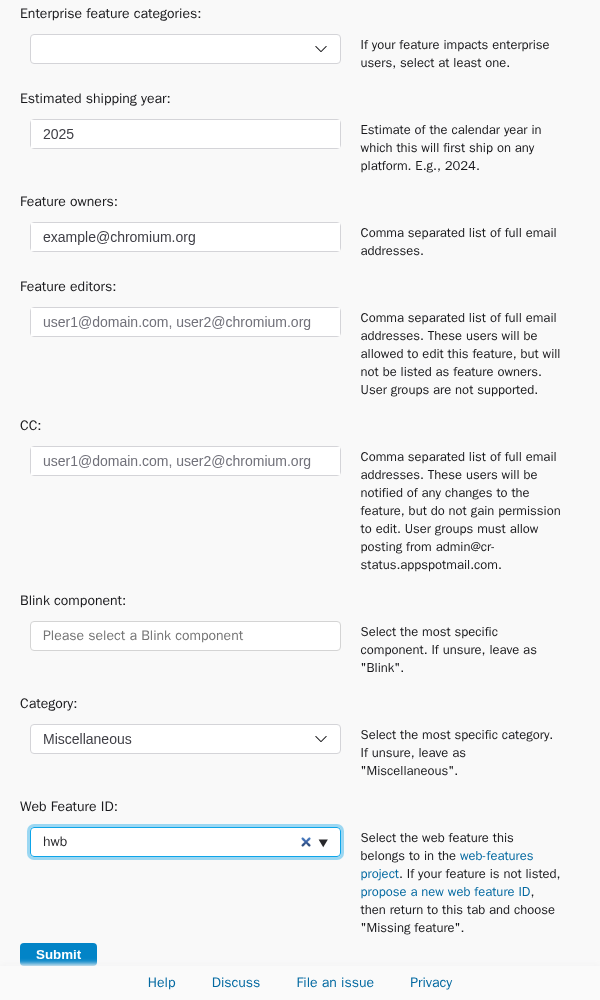 Enterprise feature categories:
If your feature impacts enterprise
users, select at least one.
Estimated shipping year:
2025
Estimate of the calendar year in
which this will first ship on any
platform. E.g., 2024.
Feature owners:
example@chromium.org
Comma separated list of full email
addresses.
Feature editors:
user1@domain.com, user2@chromium.org
Comma separated list of full email
addresses. These users will be
allowed to edit this feature, but will
not be listed as feature owners.
User groups are not supported.
CC:
user1@domain.com, user2@chromium.org
Comma separated list of full email
addresses. These users will be
notified of any changes to the
feature, but do not gain permission
to edit. User groups must allow
posting from admin@cr-
status.appspotmail.com.
Blink component:
Please select a Blink component
Select the most specific
component. If unsure, leave as
"Blink".
Category:
Miscellaneous
Select the most specific category.
If unsure, leave as
"Miscellaneous".
Web Feature ID:
hwb
Select the web feature this
belongs to in the web-features
project. If your feature is not listed,
propose a new web feature ID,
then return to this tab and choose
"Missing feature".
Submit
Help Discuss File an issue Privacy